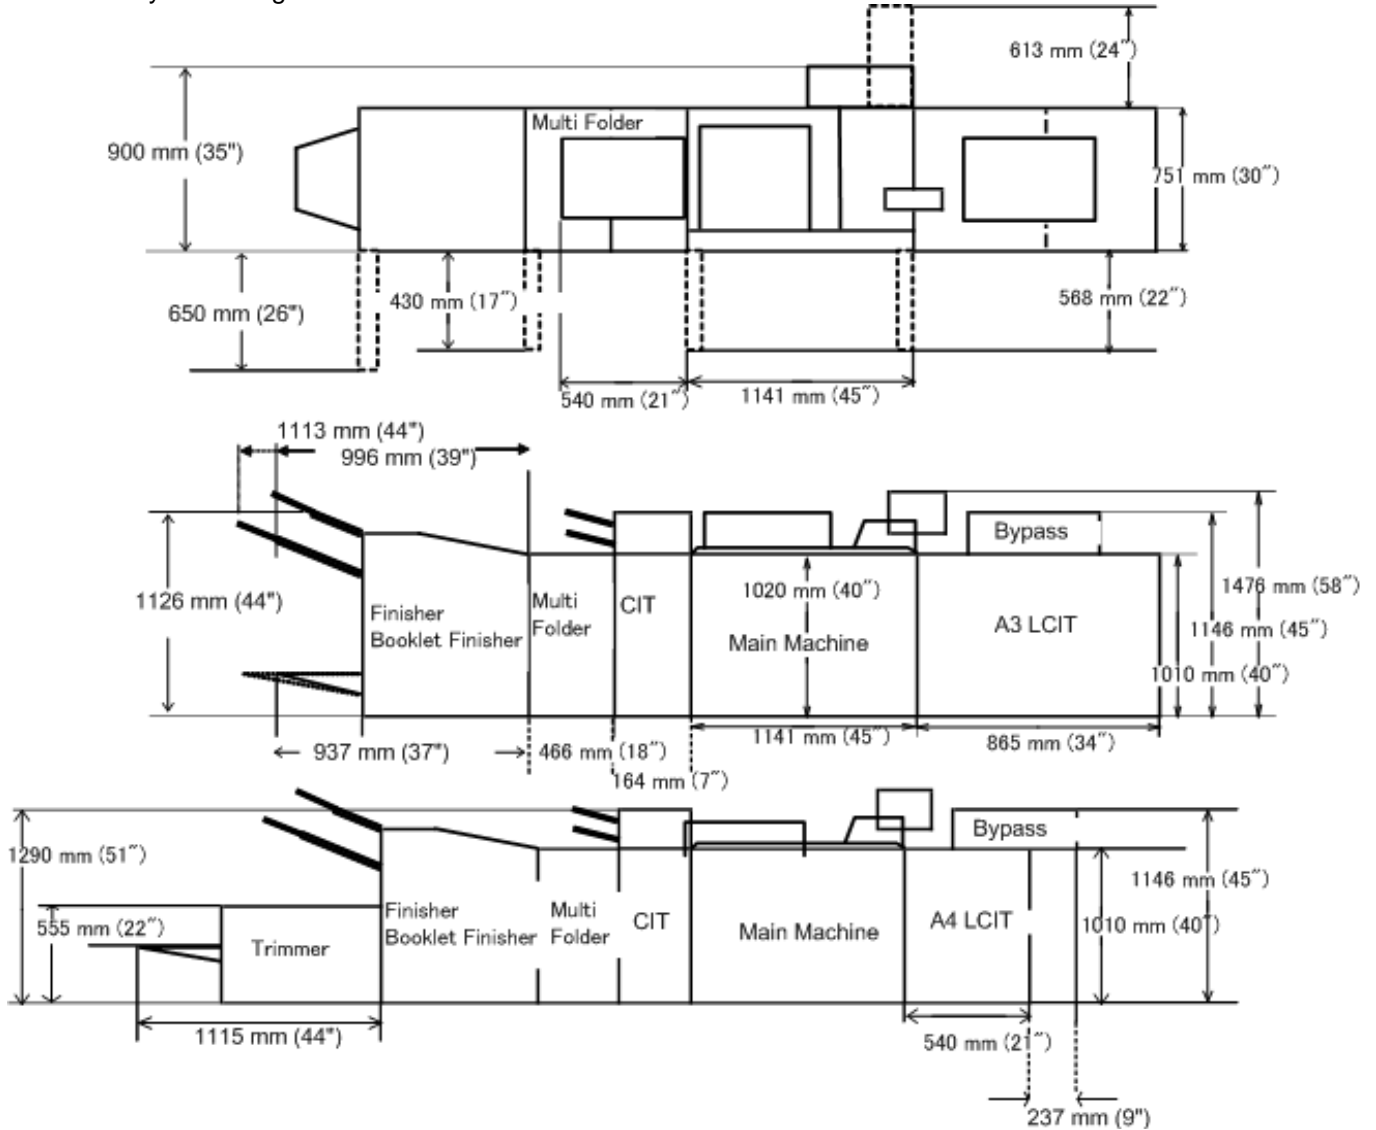 613 mm (24″)
Multi Folder
900 mm (35")
751 mm (30″)
430 mm (17″)
568 mm (22″)
650 mm (26")
540 mm (21″)
1141 mm (45″)
1113 mm (44")
996 mm (39")
Bypass
1476 mm (58″)
1020 mm (40″)
1126 mm (44")
Multi
Folder
CIT
Finisher
Booklet Finisher
A3 LCIT
1146 mm (45″)
Main Machine
1010 mm (40″)
937 mm (37")
466 mm (18″)
1141 mm (45″)
865 mm (34″)
164 mm (7″)
Bypass
1290 mm (51″)
1146 mm (45″)
555 mm (22″)
Finisher
Booklet Finisher
Multi
Folder
CIT
A4 LCIT
1010 mm (40″)
Trimmer
Main Machine
1115 mm (44")
540 mm (21″)
237 mm (9")